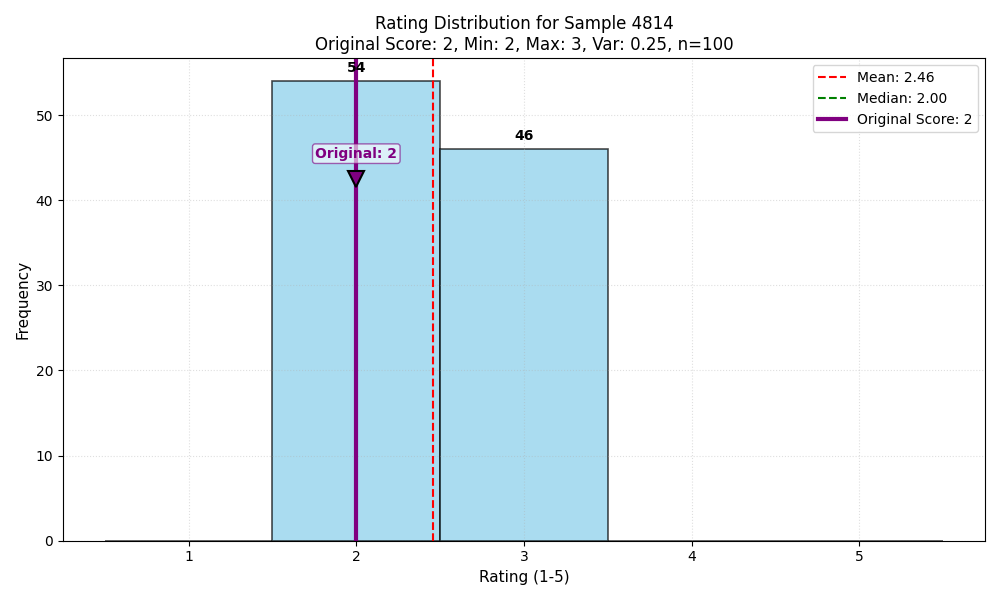 Rating Distribution for Sample 4814
Original Score: 2, Min: 2, Max: 3, Var: 0.25, n=100
Mean: 2.46
Median: 2.00
Original Score: 2
54
46
Original: 2
50
40
30
20
10
0
Frequency
1 2 3 4 5
Rating (1-5)